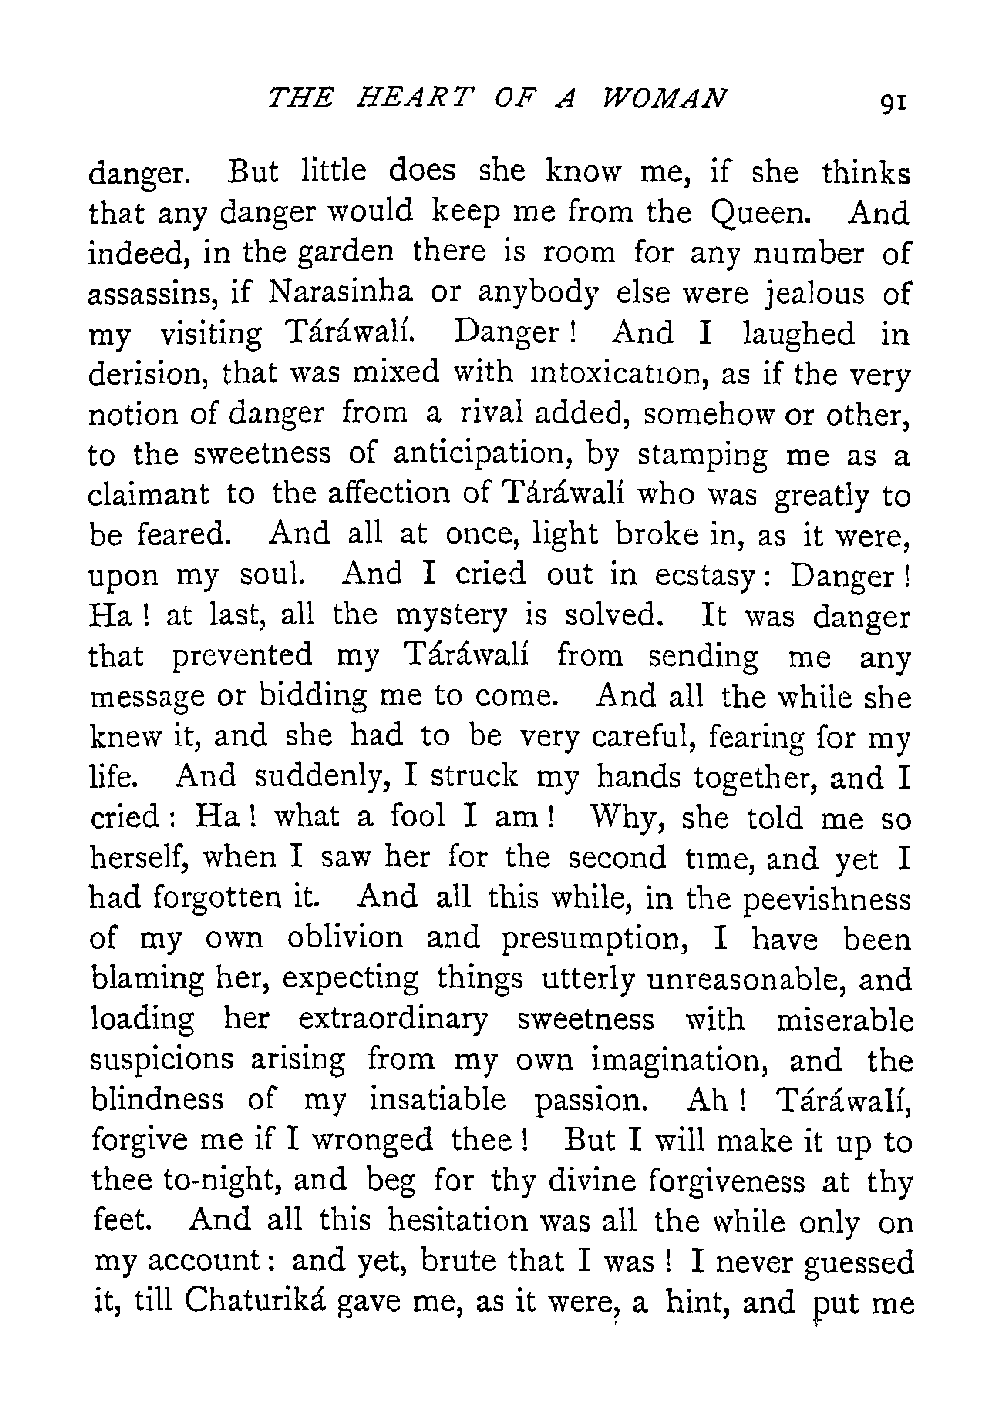 THE HEART OF A WOMAN 91
danger. But little does she know me, if she thinks
that any danger would keep me from the Queen. And
indeed, in the garden there is room for any number of
assassins, if Narasinha or anybody else were jealous of
my visiting Táráwalí. Danger ! And I laughed in
derision, that was mixed with intoxication, as if the very
notion of danger from a rival added, somehow or other,
to the sweetness of anticipation, by stamping me as a
claimant to the affection of Táráwalí who was greatly to
be feared. And all at once, light broke in, as it were,
upon my soul. And I cried out in ecstasy : Danger !
Ha ! at last, all the mystery is solved. It was danger
that prevented my Táráwalí from sending me any
message or bidding me to come. And all the while she
knew it, and she had to be very careful, fearing for my
life. And suddenly, I struck my hands together, and I
cried : Ha ! what a fool I am ! Why, she told me so
herself, when I saw her for the second time, and yet I
had forgotten it. And all this while, in the peevishness
of my own oblivion and presumption, I have been
blaming her, expecting things utterly unreasonable, and
loading her extraordinary sweetness with miserable
suspicions arising from my own imagination, and the
blindness of my insatiable passion. Ah ! Táráwalí,
forgive me if I wronged thee ! But I will make it up to
thee to-night, and beg for thy divine forgiveness at thy
feet. And all this hesitation was all the while only on
my account : and yet, brute that I was ! I never guessed
it, till Chaturiká gave me, as it were, a hint, and put me